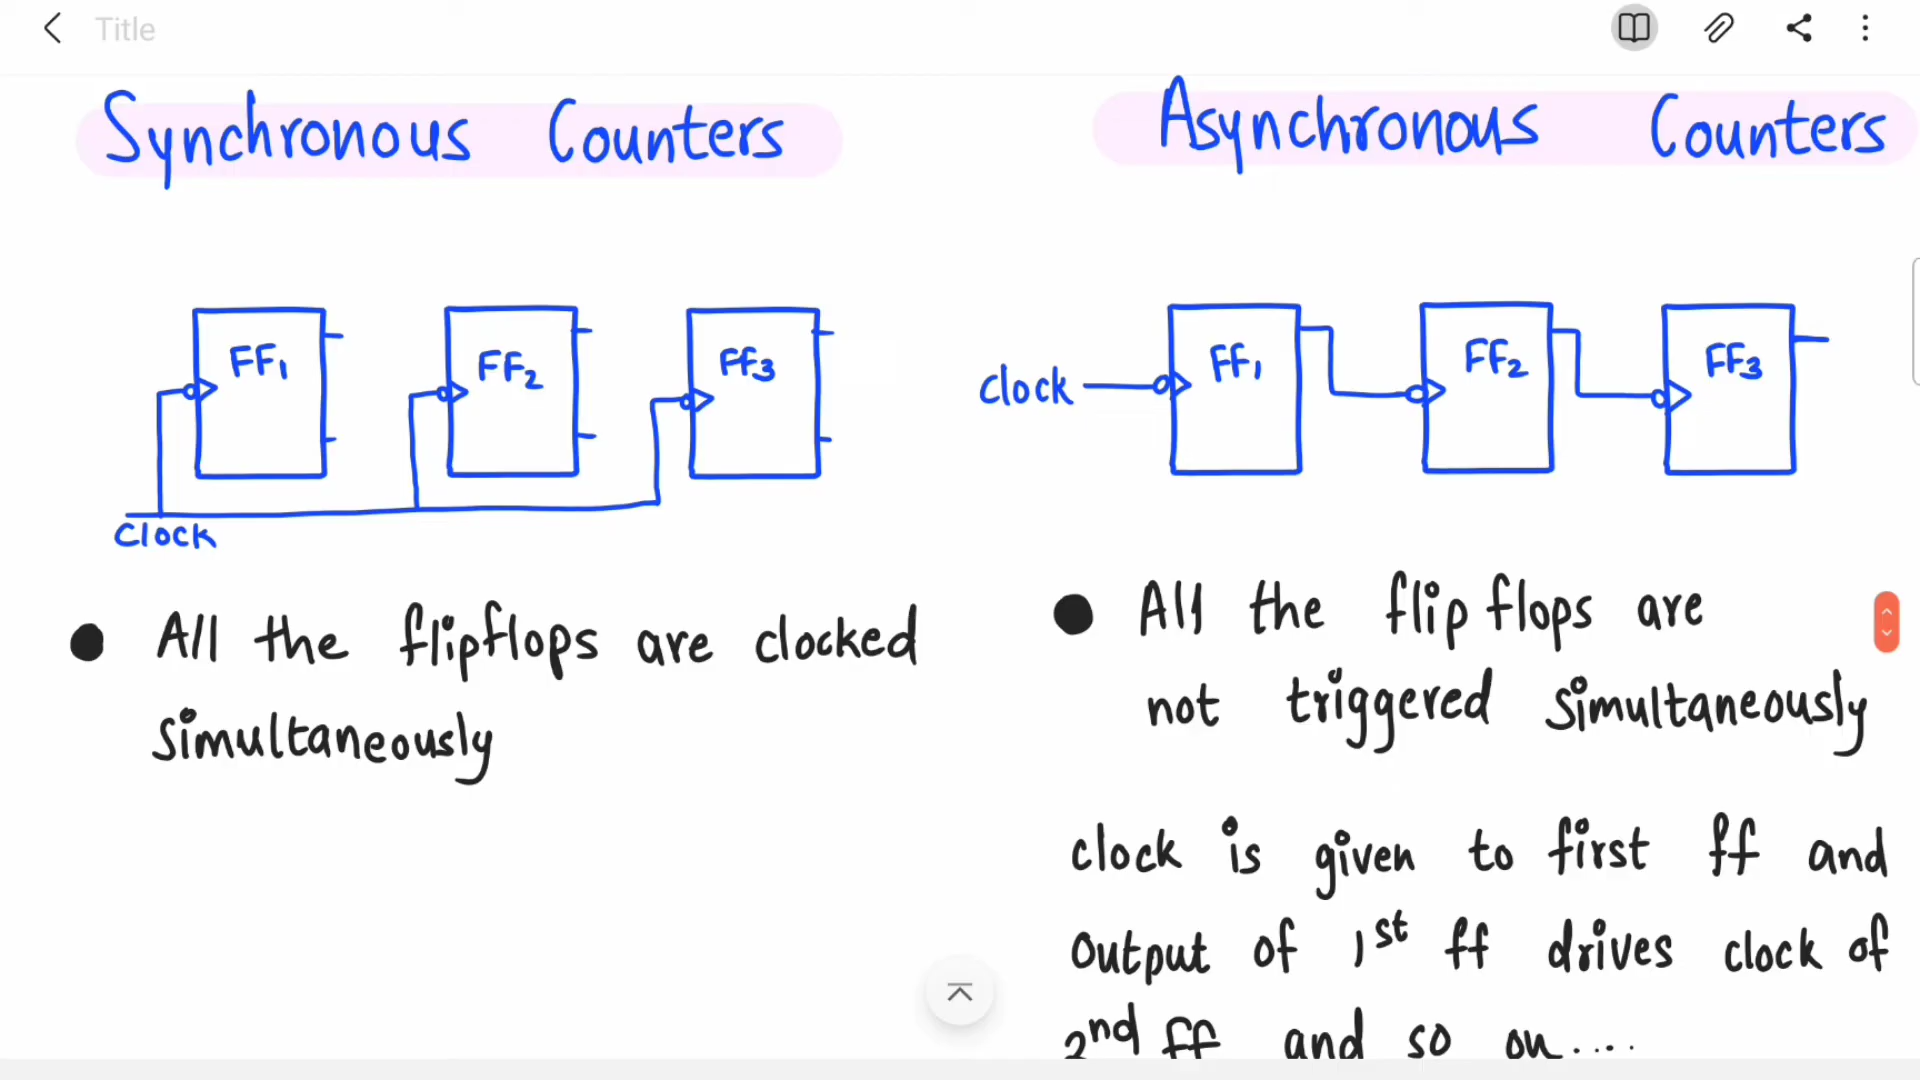 Title
Synchronous Counters
FF1
FF2
FF3
Clock
All the flipflops are clocked
simultaneously
Asynchronous Counters
Clock
FF1
FF2
FF3
All the flip flops are
not triggered simultaneously
clock is given to first ff and
Output of 1st ff drives clock of
2nd ff and so on....